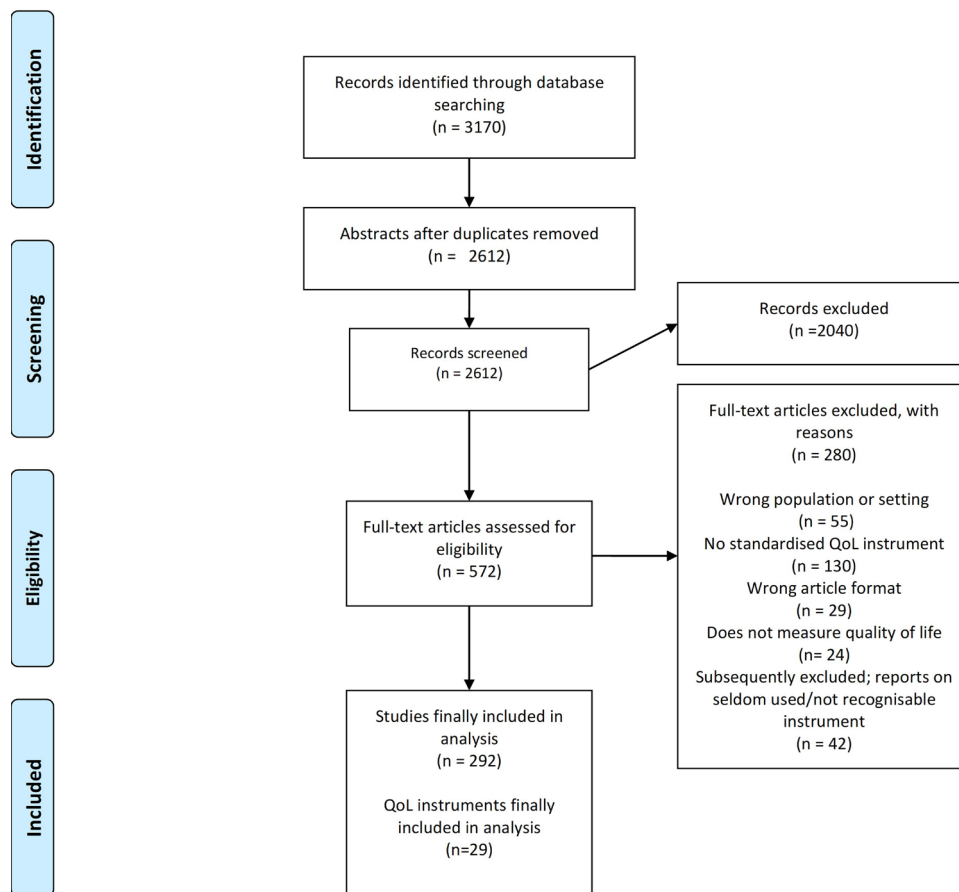 Identification
Records identified through database
searching
(n = 3170)
Abstracts after duplicates removed
(n = 2612)
Screening
Records screened
(n = 2612)
Records excluded
(n =2040)
Full-text articles excluded, with
reasons
(n = 280)
Wrong population or setting
(n = 55)
No standardised QoL instrument
(n = 130)
Wrong article format
(n = 29)
Does not measure quality of life
(n= 24)
Subsequently excluded; reports on
seldom used/not recognisable
instrument
(n = 42)
Eligibility
Full-text articles assessed for
eligibility
(n = 572)
Included
Studies finally included in
analysis
(n = 292)
QoL instruments finally
included in analysis
(n=29)